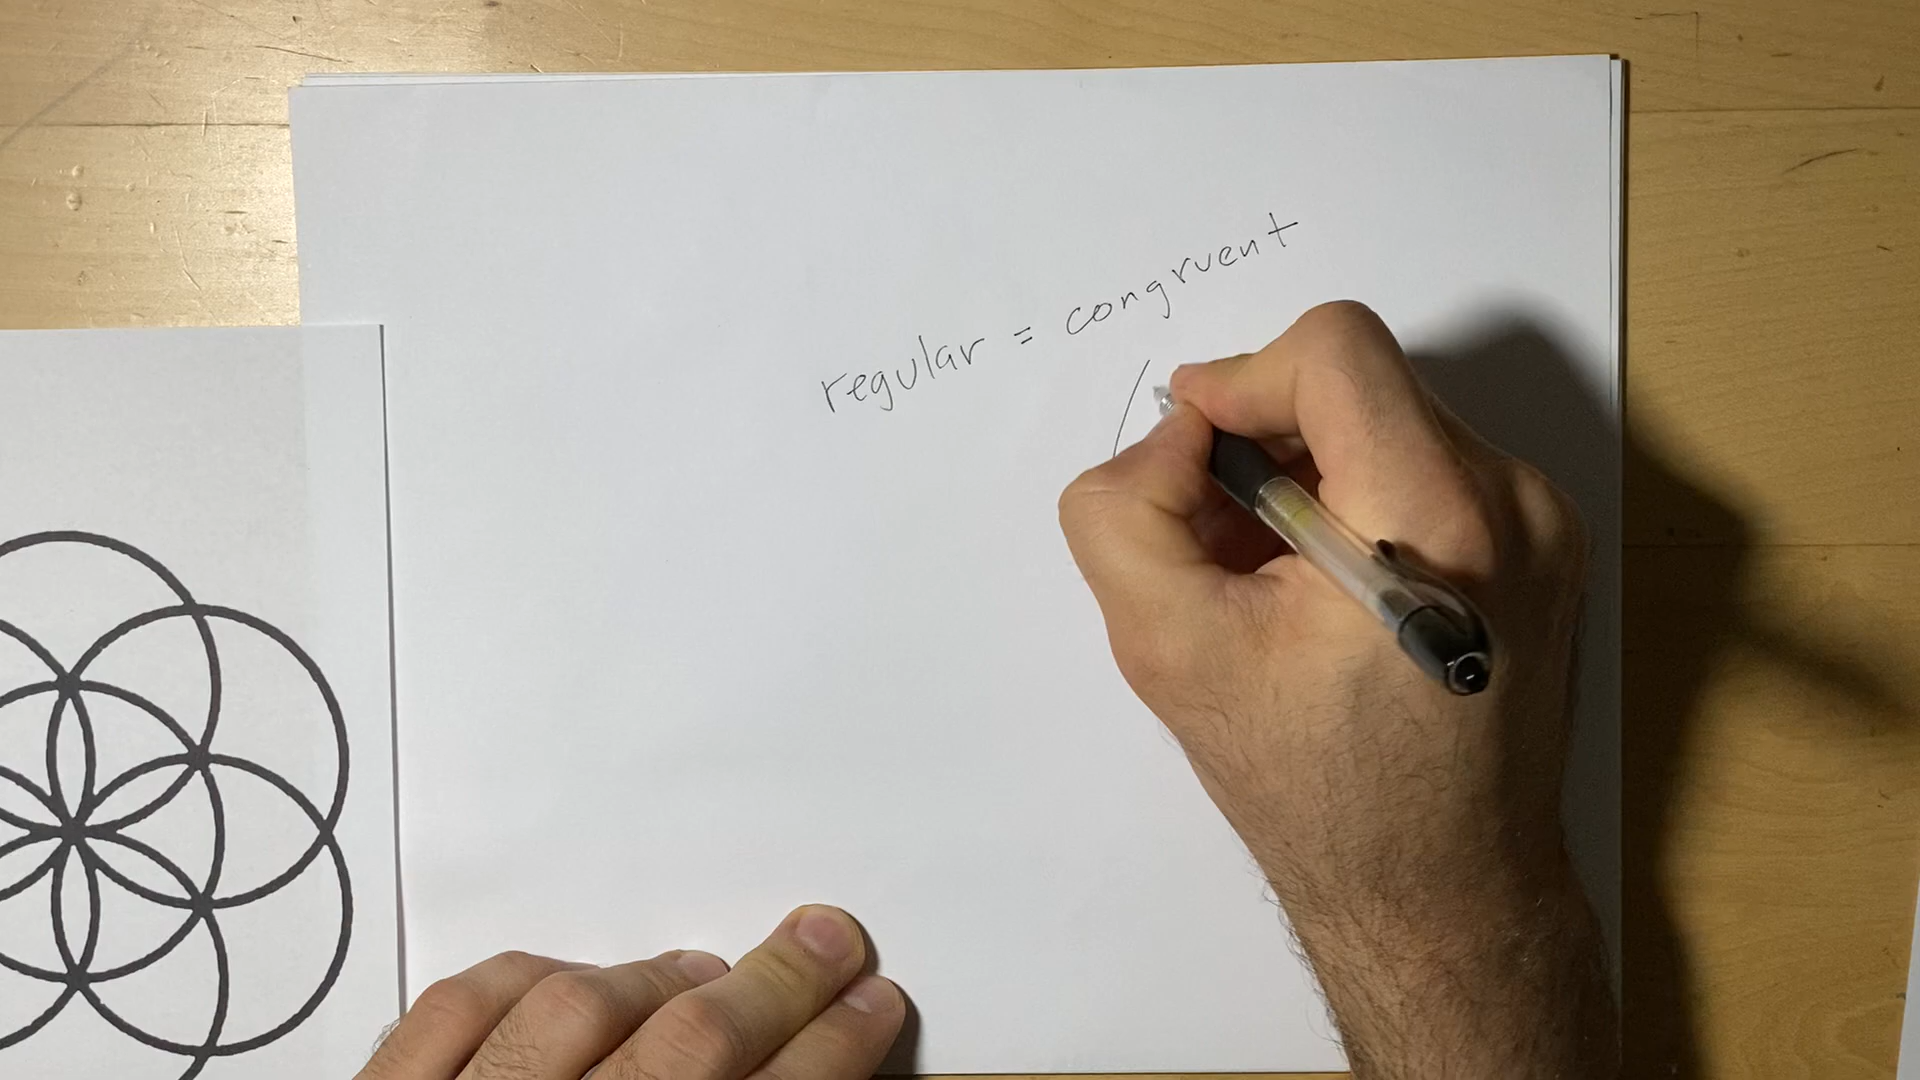 regular = congruent